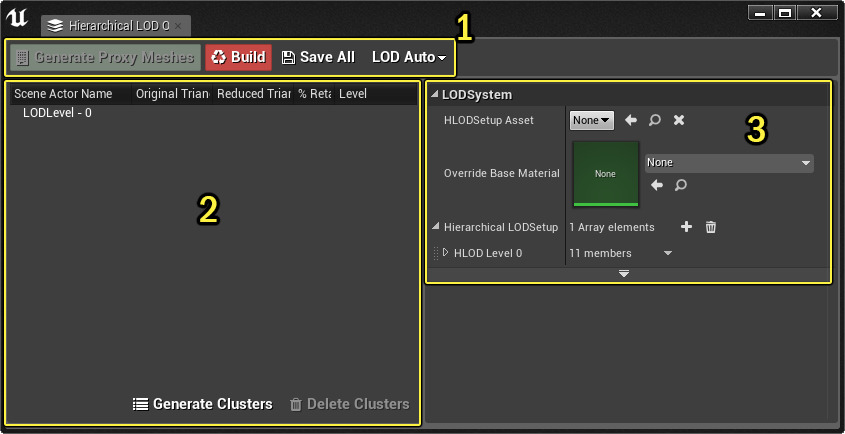 Hierarchical LOD O
1
Generate Proxy Meshes Build Save All LOD Auto
Scene Actor Name Original Trian Reduced Trian % Reta Level
LODLevel - 0
2
Generate Clusters Delete Clusters
LODSystem
3
HLODSetup Asset None
Override Base Material None None
Hierarchical LODSetup 1 Array elements
HLOD Level 0 11 members